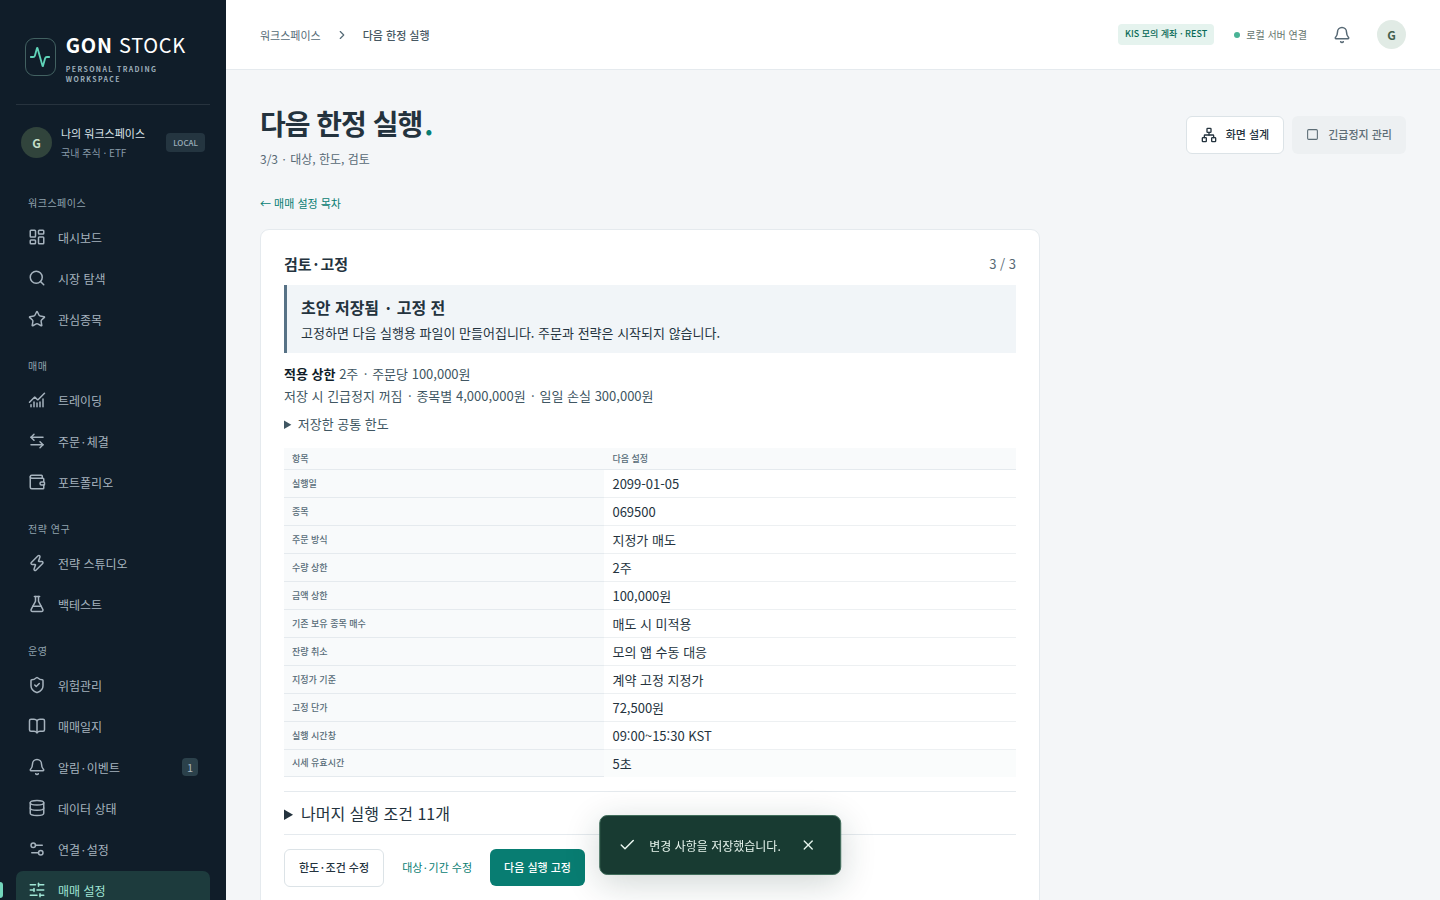 GON STOCK
PERSONAL TRADING
WORKSPACE
G
나의 워크스페이스
국내 주식 · ETF
LOCAL
워크스페이스
대시보드
시장 탐색
관심종목
매매
트레이딩
주문·체결
포트폴리오
전략 연구
전략 스튜디오
백테스트
운영
위험관리
매매일지
알림·이벤트
1
데이터 상태
연결·설정
매매 설정
워크스페이스
다음 한정 실행
KIS 모의 계좌 · REST
로컬 서버 연결
G
다음 한정 실행.
3/3 · 대상, 한도, 검토
화면 설계
긴급정지 관리
← 매매 설정 목차
검토·고정
3 / 3
초안 저장됨 · 고정 전
고정하면 다음 실행용 파일이 만들어집니다. 주문과 전략은 시작되지 않습니다.
적용 상한 2주 · 주문당 100,000원
저장 시 긴급정지 꺼짐 · 종목별 4,000,000원 · 일일 손실 300,000원
▶ 저장한 공통 한도
항목 다음 설정
실행일 2099-01-05
종목 069500
주문 방식 지정가 매도
수량 상한 2주
금액 상한 100,000원
기존 보유 종목 매수 매도 시 미적용
잔량 취소 모의 앱 수동 대응
지정가 기준 계약 고정 지정가
고정 단가 72,500원
실행 시간창 09:00~15:30 KST
시세 유효시간 5초
▶ 나머지 실행 조건 11개
한도·조건 수정
대상·기간 수정
다음 실행 고정
변경 사항을 저장했습니다.